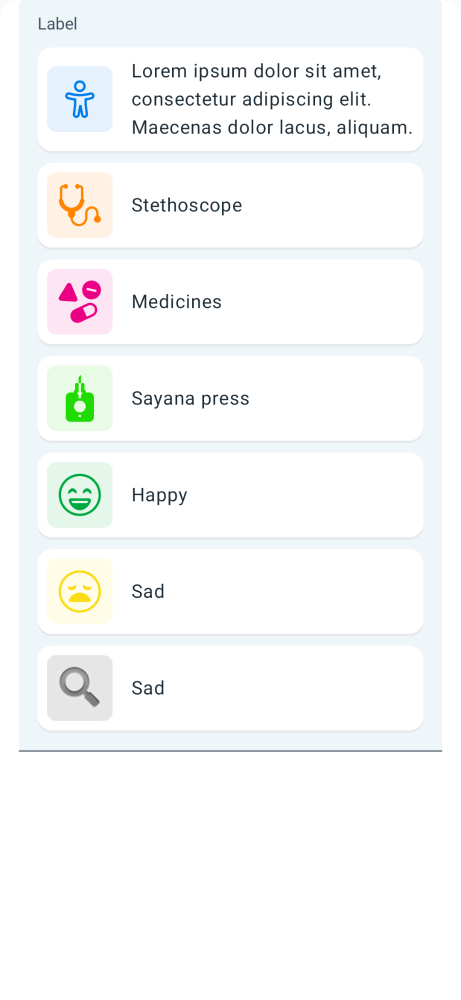 Label
Lorem ipsum dolor sit amet,
consectetur adipiscing elit.
Maecenas dolor lacus, aliquam.
Stethoscope
Medicines
Sayana press
Happy
Sad
Sad